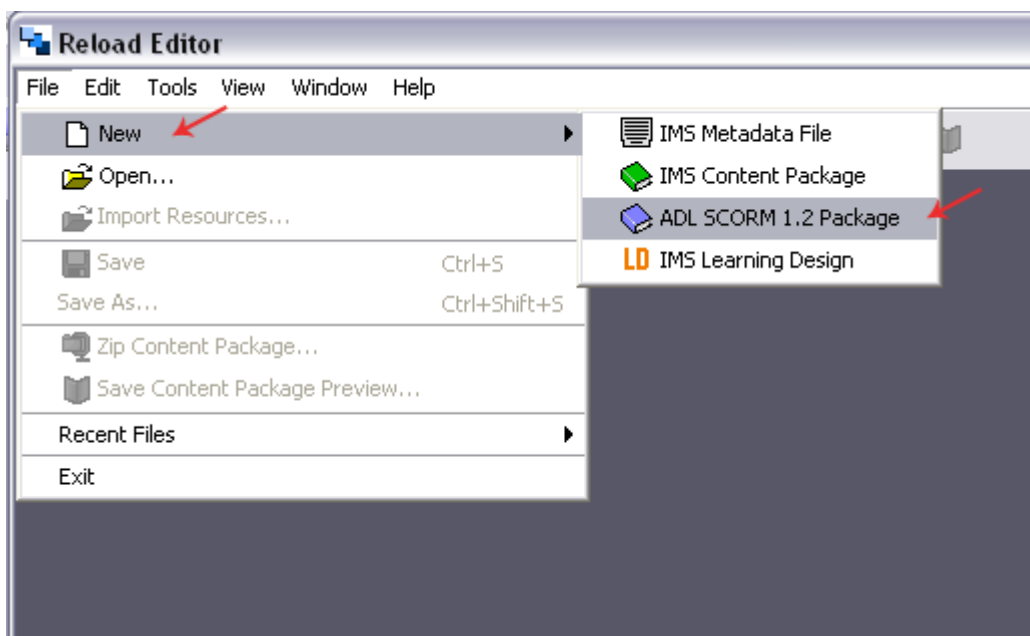 Reload Editor
File Edit Tools View Window Help
New
Open...
Import Resources...
Save Ctrl+S
Save As... Ctrl+Shift+S
Zip Content Package...
Save Content Package Preview...
Recent Files
Exit
IMS Metadata File
IMS Content Package
ADL SCORM 1.2 Package
LD IMS Learning Design